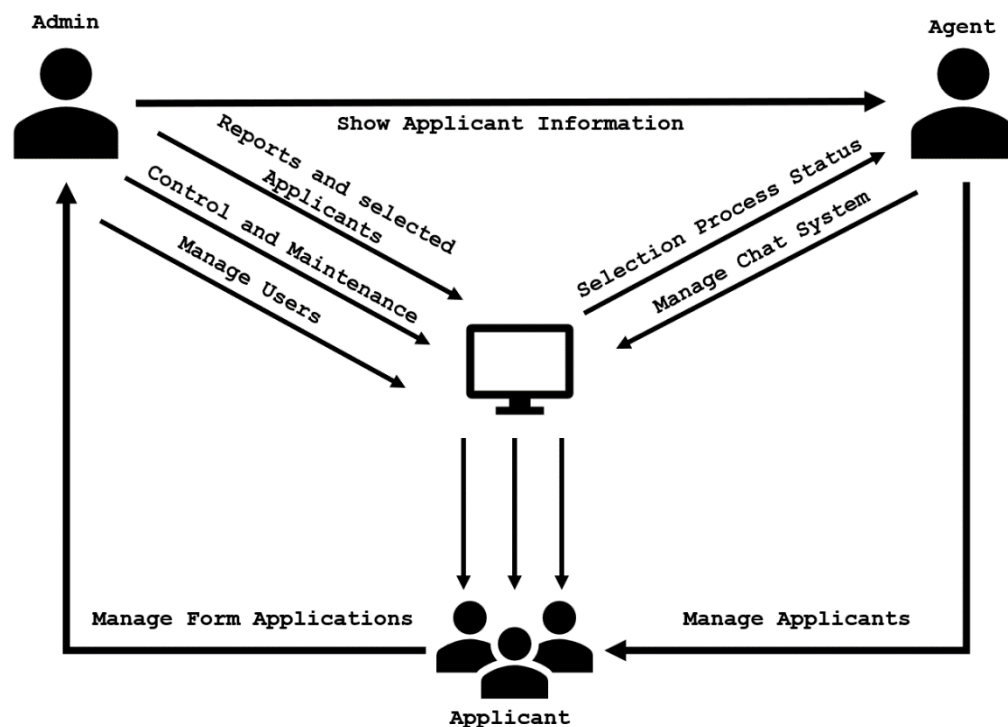 Admin
Agent
Show Applicant Information
Reports and selected
Applicants
Control and Maintenance
Manage Users
Selection Process Status
Manage Chat System
Manage Form Applications
Manage Applicants
Applicant